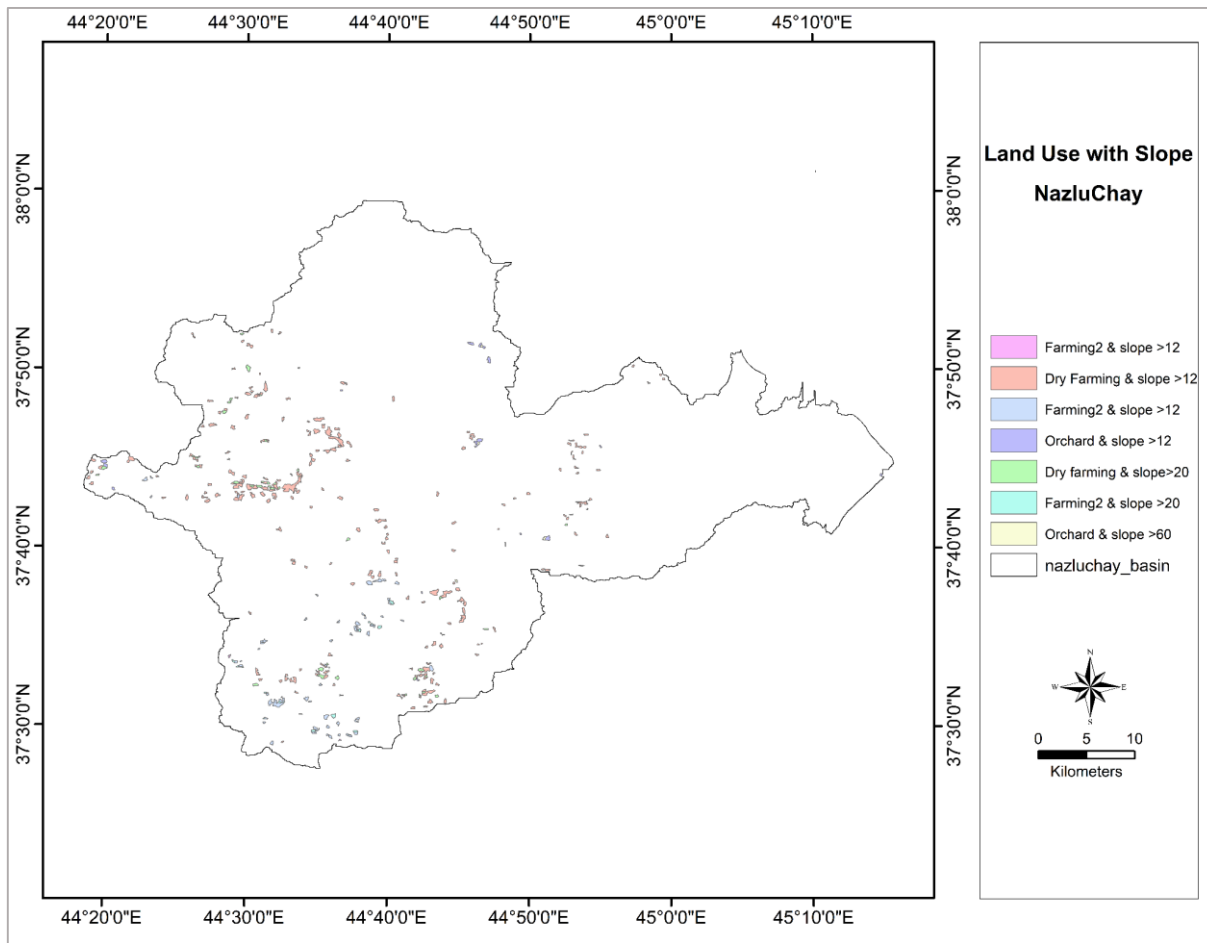 44°20'0"E 44°30'0"E 44°40'0"E 44°50'0"E 45°0'0"E 45°10'0"E
38°0'0"N
37°50'0"N
37°40'0"N
37°30'0"N
38°0'0"N
37°50'0"N
37°40'0"N
37°30'0"N
44°20'0"E 44°30'0"E 44°40'0"E 44°50'0"E 45°0'0"E 45°10'0"E
Land Use with Slope
NazluChay
Farming2 & slope >12
Dry Farming & slope >12
Farming2 & slope >12
Orchard & slope >12
Dry farming & slope>20
Farming2 & slope >20
Orchard & slope >60
nazluchay_basin
N
W E
S
0 5 10
Kilometers